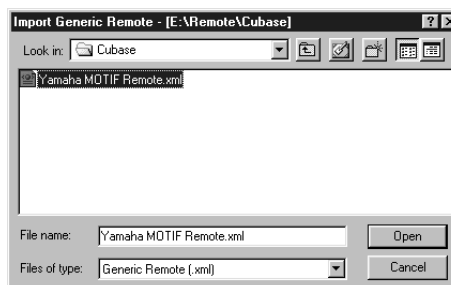 Import Generic Remote - [E:\Remote\Cubase]
Look in: Cubase
Yamaha MOTIF Remote.xml
File name: Yamaha MOTIF Remote.xml Open
Files of type: Generic Remote (.xml) Cancel